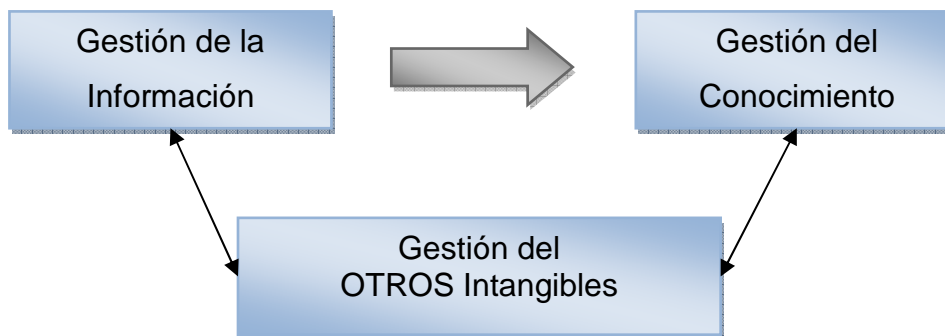 Gestión de la
Información
Gestión del
Conocimiento
Gestión del
OTROS Intangibles